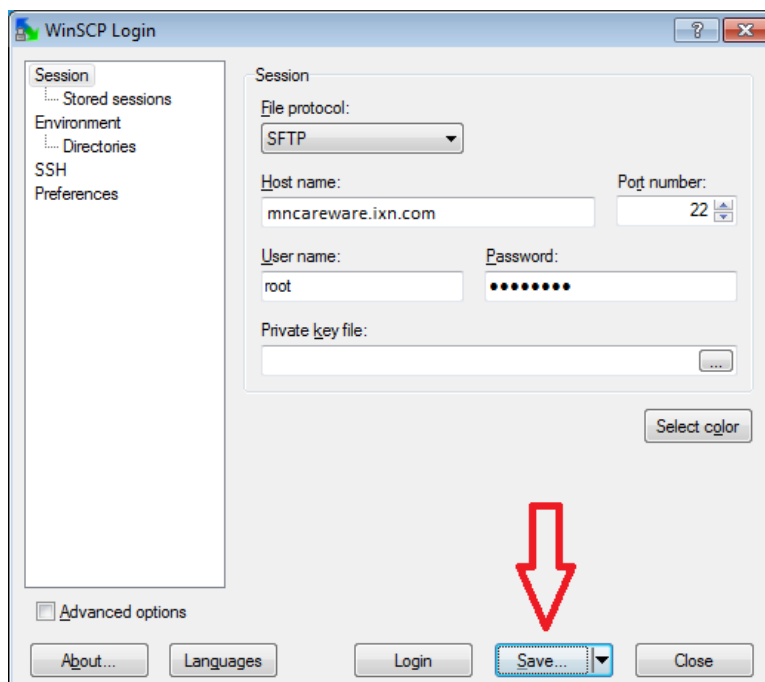 WinSCP Login
Session
Stored sessions
Environment
Directories
SSH
Preferences
Session
File protocol:
SFTP
Host name:
Port number:
mncareware.ixn.com
22
User name:
Password:
root
●●●●●●●●
Private key file:
...
Select color
Advanced options
About...
Languages
Login
Save...
Close